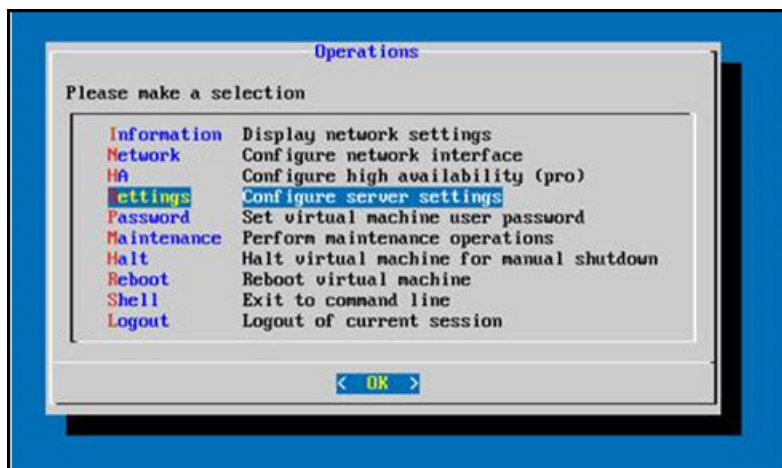 Operations
Please make a selection
Information Display network settings
Network Configure network interface
HA Configure high availability (pro)
Settings Configure server settings
Password Set virtual machine user password
Maintenance Perform maintenance operations
Halt Halt virtual machine for manual shutdown
Reboot Reboot virtual machine
Shell Exit to command line
Logout Logout of current session
< OK >